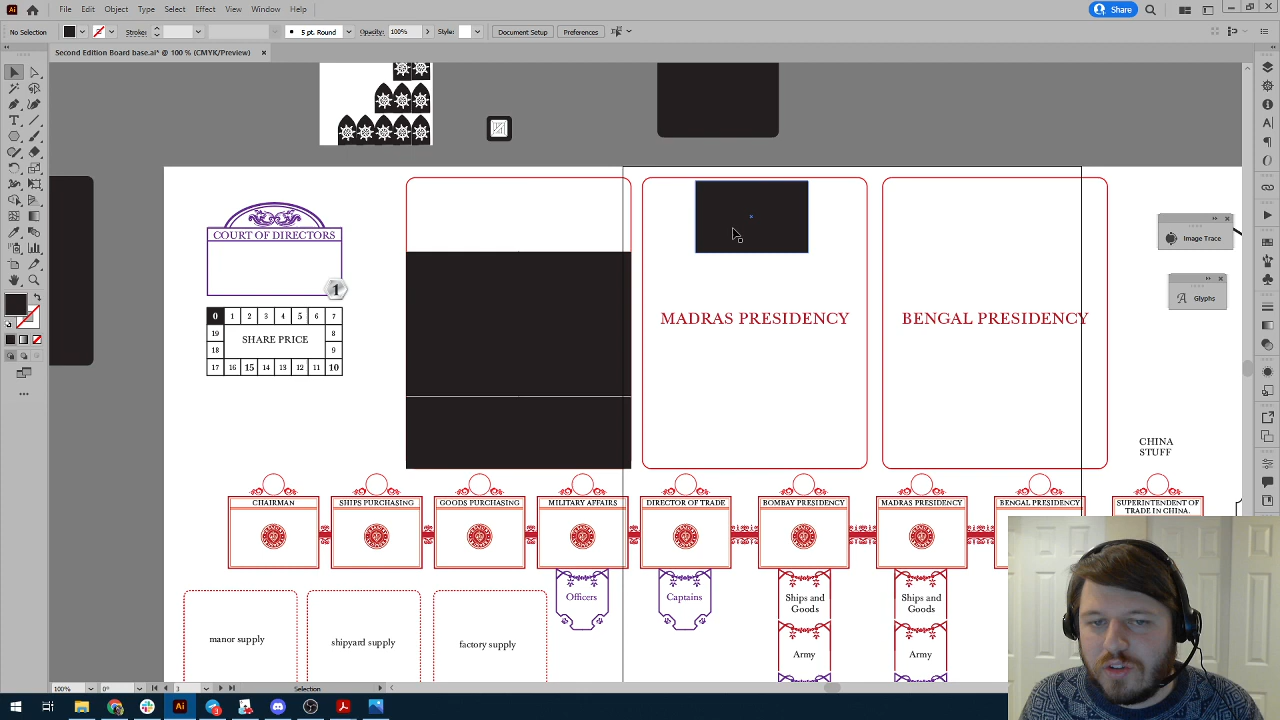 File Edit Object Type Select Effect View Window Help
Share
No Selection
Stroke:
5 pt. Round
Opacity: 100%
Style:
Document Setup
Preferences
Second Edition Board base.ai* @ 100 % (CMYK/Preview)
COURT OF DIRECTORS
1
0 1 2 3 4 5 6 7
19 8
SHARE PRICE
18 9
17 16 15 14 13 12 11 10
MADRAS PRESIDENCY
BENGAL PRESIDENCY
Image Trace
Glyphs
CHINA
STUFF
CHAIRMAN
SHIPS PURCHASING
GOODS PURCHASING
MILITARY AFFAIRS
DIRECTOR OF TRADE
BOMBAY PRESIDENCY
MADRAS PRESIDENCY
BENGAL PRESIDENCY
SUPERINTENDENT OF
TRADE IN CHINA.
Officers
Captains
Ships and
Goods
Ships and
Goods
Army
Army
manor supply
shipyard supply
factory supply
100%
0°
1
Selection